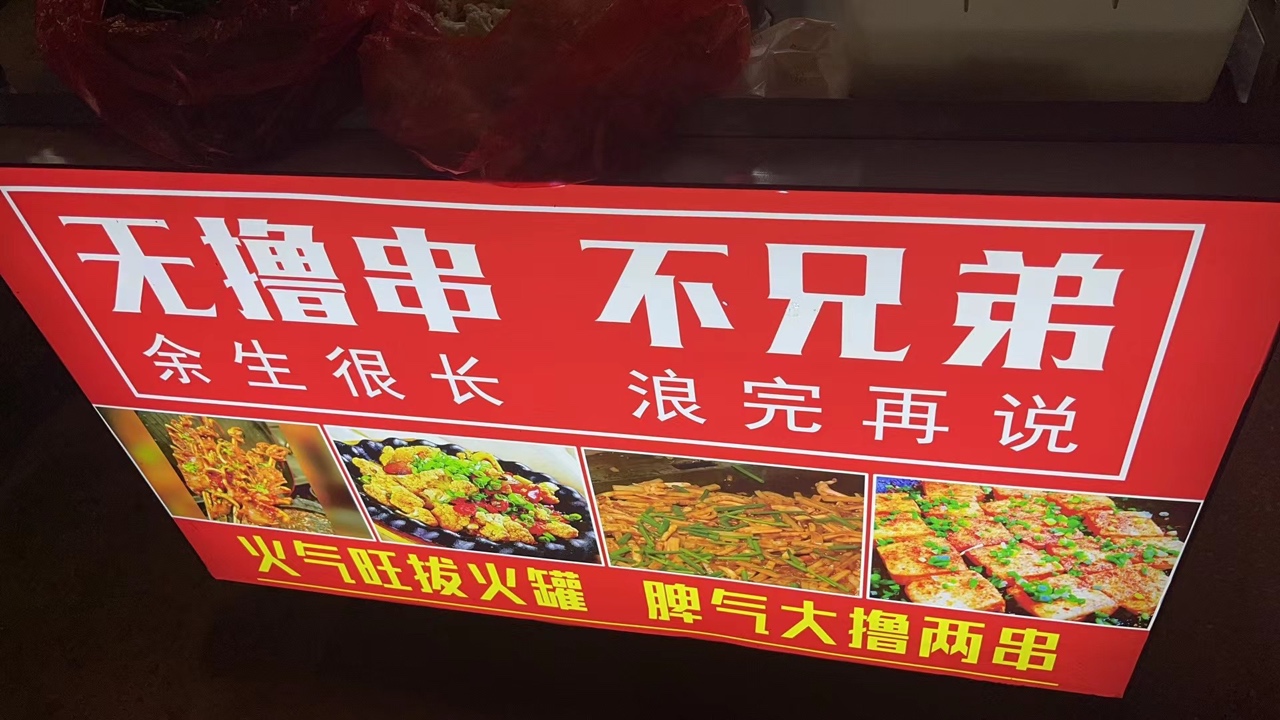 无撸串 不兄弟
余生很长 浪完再说
火气旺拔火罐 脾气大撸两串